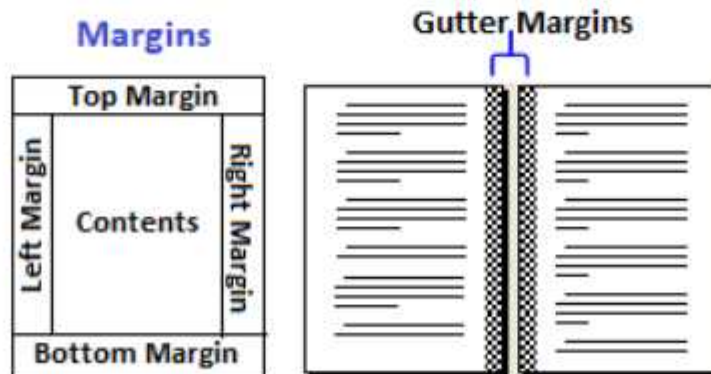 Margins
Top Margin
Left Margin
Contents
Right Margin
Bottom Margin
Gutter Margins